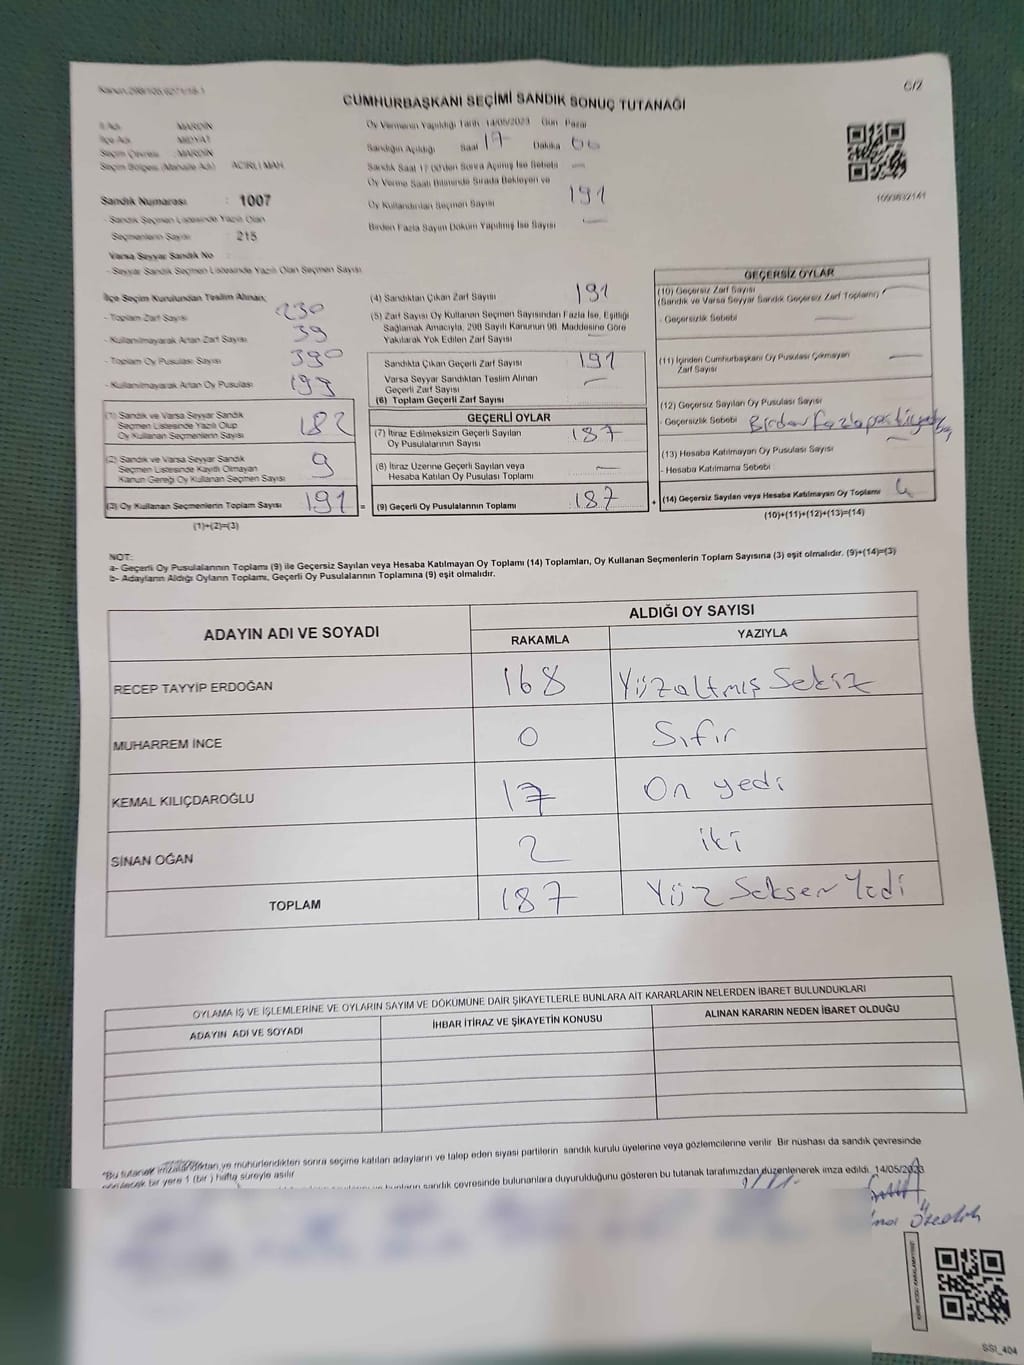 CUMHURBAŞKANI SEÇİMİ SANDIK SONUÇ TUTANAĞI
İl Adı : MARDİN
İlçe Adı : MİDYAT
Seçim Çevresi : MARDİN
Seçim Bölgesi (Mahalle Adı) : ACIRLI MAH.
Sandık Numarası : 1007
- Sandık Seçmen Listesinde Yazılı Olan
Seçmenlerin Sayısı : 215
Varsa Seyyar Sandık No
- Seyyar Sandık Seçmen Listesinde Yazılı Olan Seçmen Sayısı
Oy Vermenin Yapıldığı Tarih 14/05/2023 Gün Pazar
Sandığın Açıldığı Saat 17 Dakika 00
Sandık Saat 17:00'den Sonra Açılmış İse Sebebi —
Oy Verme Saati Bitiminde Sırada Bekleyen ve
Oy Kullandırılan Seçmen Sayısı 191
Birden Fazla Sayım Döküm Yapılmış İse Sayısı —
İlçe Seçim Kurulundan Teslim Alınan;
- Toplam Zarf Sayısı 230
- Kullanılmayarak Artan Zarf Sayısı 39
- Toplam Oy Pusulası Sayısı 390
- Kullanılmayarak Artan Oy Pusulası 199
(1) Sandık ve Varsa Seyyar Sandık
Seçmen Listesinde Yazılı Olup
Oy Kullanan Seçmenlerin Sayısı 182
(2) Sandık ve Varsa Seyyar Sandık
Seçmen Listesinde Kayıtlı Olmayan
Kanun Gereği Oy Kullanan Seçmen Sayısı 9
(3) Oy Kullanan Seçmenlerin Toplam Sayısı 191 =
(1)+(2)=(3)
(4) Sandıktan Çıkan Zarf Sayısı 191
(5) Zarf Sayısı Oy Kullanan Seçmen Sayısından Fazla İse, Eşitliği
Sağlamak Amacıyla, 298 Sayılı Kanunun 98. Maddesine Göre
Yakılarak Yok Edilen Zarf Sayısı
Sandıkta Çıkan Geçerli Zarf Sayısı 191
Varsa Seyyar Sandıktan Teslim Alınan
Geçerli Zarf Sayısı —
(6) Toplam Geçerli Zarf Sayısı
GEÇERLİ OYLAR
(7) İtiraz Edilmeksizin Geçerli Sayılan
Oy Pusulalarının Sayısı 187
(8) İtiraz Üzerine Geçerli Sayılan veya
Hesaba Katılan Oy Pusulası Toplamı —
(9) Geçerli Oy Pusulalarının Toplamı 187 +
GEÇERSİZ OYLAR
(10) Geçersiz Zarf Sayısı
(Sandık ve Varsa Seyyar Sandık Geçersiz Zarf Toplamı)
- Geçersizlik Sebebi —
(11) İçinden Cumhurbaşkanı Oy Pusulası Çıkmayan
Zarf Sayısı —
(12) Geçersiz Sayılan Oy Pusulası Sayısı
- Geçersizlik Sebebi Birden fazla
(13) Hesaba Katılmayan Oy Pusulası Sayısı
- Hesaba Katılmama Sebebi
(14) Geçersiz Sayılan veya Hesaba Katılmayan Oy Toplamı 4
(10)+(11)+(12)+(13)=(14)
NOT:
a- Geçerli Oy Pusulalarının Toplamı (9) ile Geçersiz Sayılan veya Hesaba Katılmayan Oy Toplamı (14) Toplamları, Oy Kullanan Seçmenlerin Toplam Sayısına (3) eşit olmalıdır. (9)+(14)=(3)
b- Adayların Aldığı Oyların Toplamı, Geçerli Oy Pusulalarının Toplamına (9) eşit olmalıdır.
ADAYIN ADI VE SOYADI ALDIĞI OY SAYISI
RAKAMLA YAZIYLA
RECEP TAYYİP ERDOĞAN 168 Yüzaltmış Sekiz
MUHARREM İNCE 0 Sıfır
KEMAL KILIÇDAROĞLU 17 On yedi
SİNAN OĞAN 2 iki
TOPLAM 187 Yüz Seksen Yedi
OYLAMA İŞ VE İŞLEMLERİNE VE OYLARIN SAYIM VE DÖKÜMÜNE DAİR ŞİKAYETLERLE BUNLARA AİT KARARLARIN NELERDEN İBARET BULUNDUKLARI
ADAYIN ADI VE SOYADI İHBAR İTİRAZ VE ŞİKAYETİN KONUSU ALINAN KARARIN NEDEN İBARET OLDUĞU
"Bu tutanak imzalandıktan ve mühürlendikten sonra seçime katılan adayların ve talep eden siyasi partilerin sandık kurulu üyelerine veya gözlemcilerine verilir. Bir nüshası da sandık çevresinde
görülecek bir yere 1 (bir) hafta süreyle asılır.
sandık çevresinde bulunanlara duyurulduğunu gösteren bu tutanak tarafımızdan düzenlenerek imza edildi. 14/05/2023
SSI_404